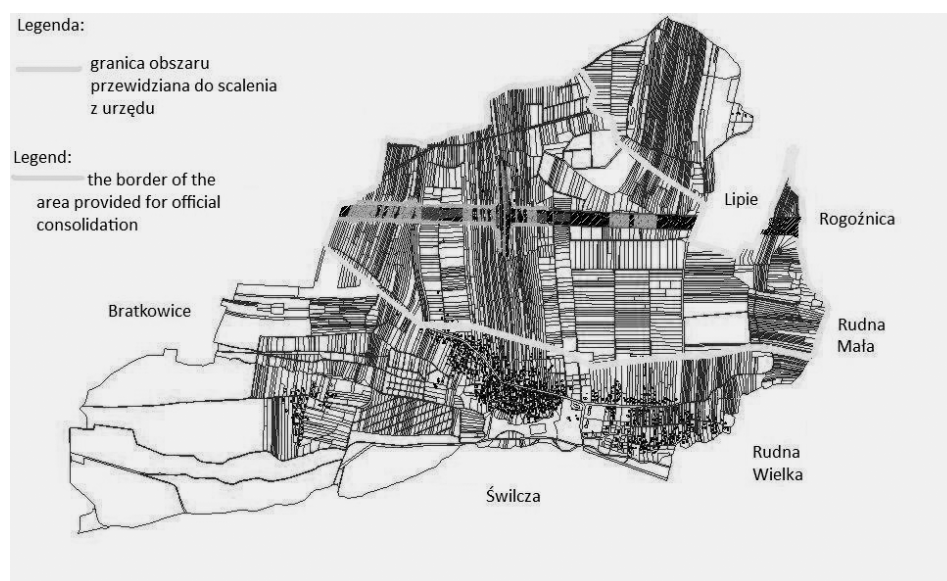 Legenda:
granica obszaru
przewidziana do scalenia
z urzędu
Legend:
the border of the
area provided for official
consolidation
Lipie
Rogoźnica
Bratkowice
Rudna
Mała
Rudna
Wielka
Świlcza